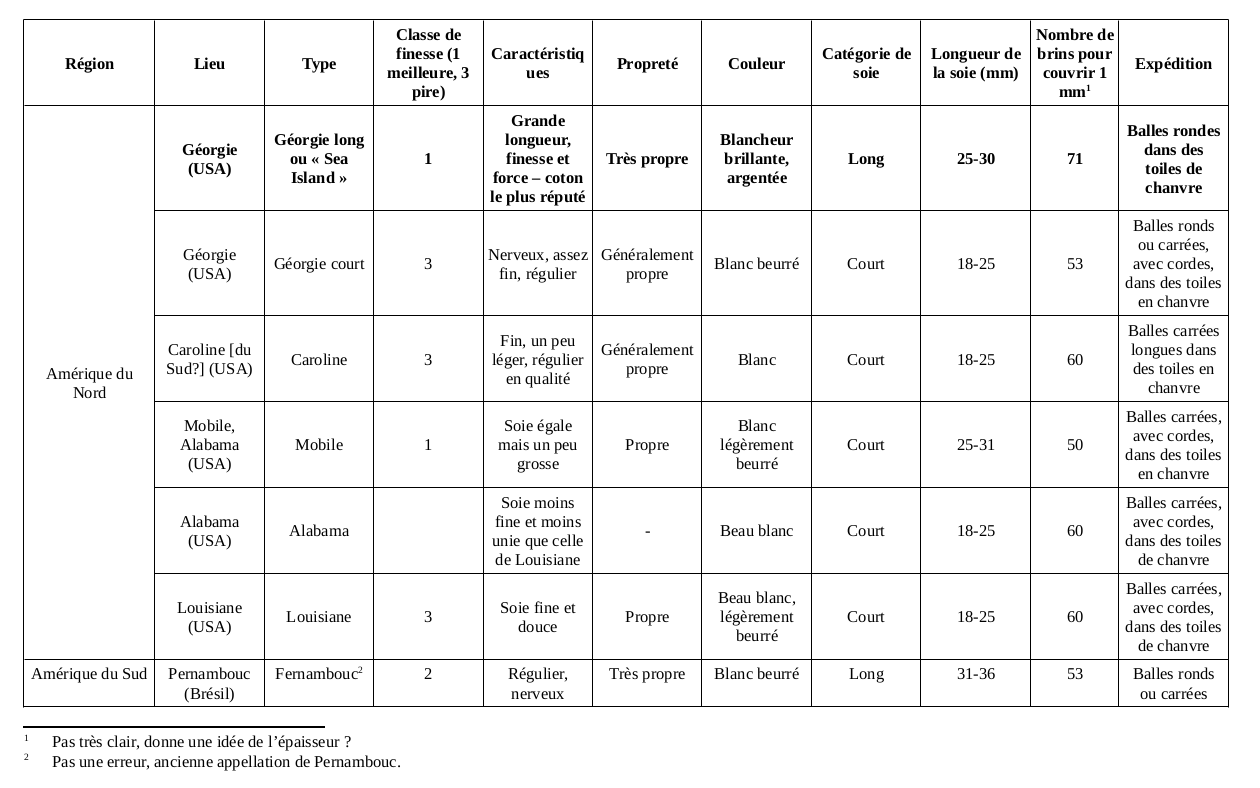 Région
Lieu
Type
Classe de
finesse (1
meilleure, 3
pire)
Caractéristiq
ues
Propreté
Couleur
Catégorie de
soie
Longueur de
la soie (mm)
Nombre de
brins pour
couvrir 1
mm1
Expédition
Amérique du
Nord
Géorgie
(USA)
Géorgie long
ou « Sea
Island »
1
Grande
longueur,
finesse et
force – coton
le plus réputé
Très propre
Blancheur
brillante,
argentée
Long
25-30
71
Balles rondes
dans des
toiles de
chanvre
Géorgie
(USA)
Géorgie court
3
Nerveux, assez
fin, régulier
Généralement
propre
Blanc beurré
Court
18-25
53
Balles ronds
ou carrées,
avec cordes,
dans des toiles
en chanvre
Caroline [du
Sud?] (USA)
Caroline
3
Fin, un peu
léger, régulier
en qualité
Généralement
propre
Blanc
Court
18-25
60
Balles carrées
longues dans
des toiles en
chanvre
Mobile,
Alabama
(USA)
Mobile
1
Soie égale
mais un peu
grosse
Propre
Blanc
légèrement
beurré
Court
25-31
50
Balles carrées,
avec cordes,
dans des toiles
en chanvre
Alabama
(USA)
Alabama
Soie moins
fine et moins
unie que celle
de Louisiane
-
Beau blanc
Court
18-25
60
Balles carrées,
avec cordes,
dans des toiles
de chanvre
Louisiane
(USA)
Louisiane
3
Soie fine et
douce
Propre
Beau blanc,
légèrement
beurré
Court
18-25
60
Balles carrées,
avec cordes,
dans des toiles
de chanvre
Amérique du Sud
Pernambouc
(Brésil)
Fernambouc2
2
Régulier,
nerveux
Très propre
Blanc beurré
Long
31-36
53
Balles ronds
ou carrées
1 Pas très clair, donne une idée de l’épaisseur ?
2 Pas une erreur, ancienne appellation de Pernambouc.